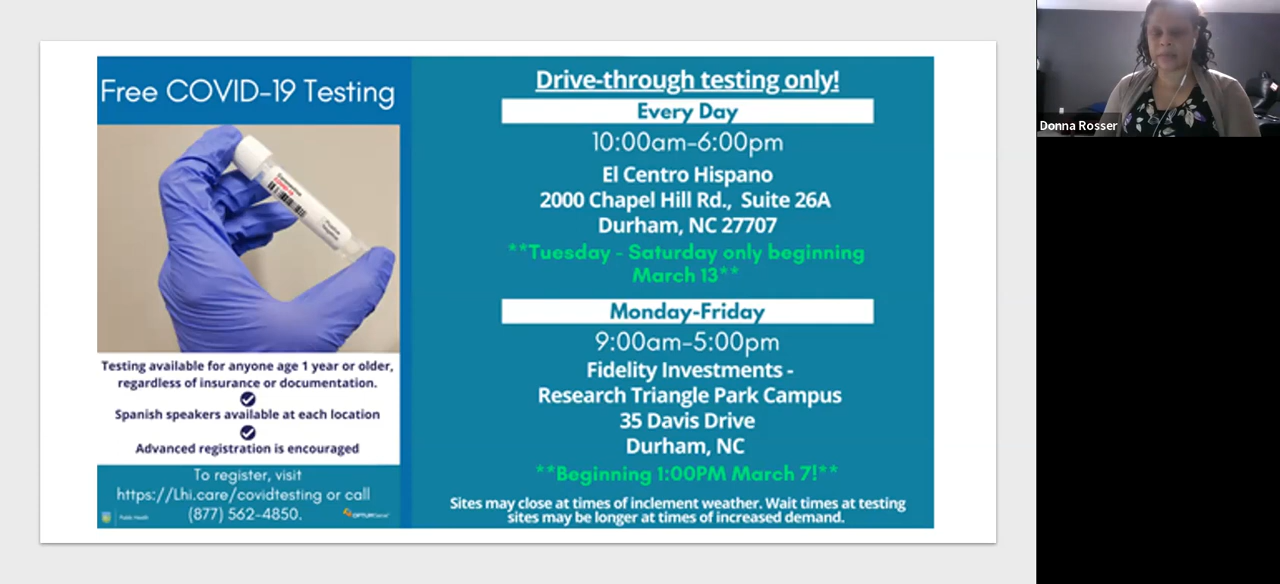 Free COVID-19 Testing
Testing available for anyone age 1 year or older,
regardless of insurance or documentation.
Spanish speakers available at each location
Advanced registration is encouraged
To register, visit
https://Lhi.care/covidtesting or call
(877) 562-4850.
Public Health
Drive-through testing only!
Every Day
10:00am-6:00pm
El Centro Hispano
2000 Chapel Hill Rd., Suite 26A
Durham, NC 27707
**Tuesday - Saturday only beginning
March 13**
Monday-Friday
9:00am-5:00pm
Fidelity Investments -
Research Triangle Park Campus
35 Davis Drive
Durham, NC
**Beginning 1:00PM March 7!**
Sites may close at times of inclement weather. Wait times at testing
sites may be longer at times of increased demand.
Donna Rosser